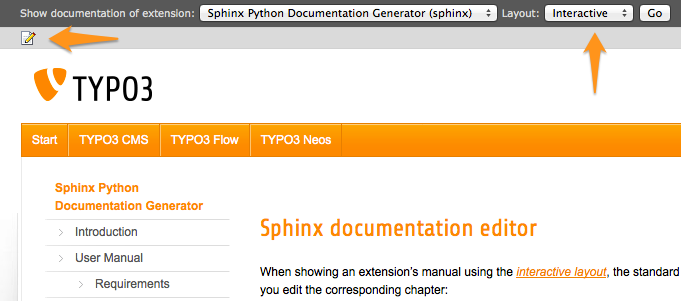 Show documentation of extension: Sphinx Python Documentation Generator (sphinx) Layout: Interactive Go
TYPO3
Start TYPO3 CMS TYPO3 Flow TYPO3 Neos
Sphinx Python
Documentation Generator
Introduction
User Manual
Requirements
Sphinx documentation editor
When showing an extension's manual using the interactive layout, the standard
you edit the corresponding chapter: